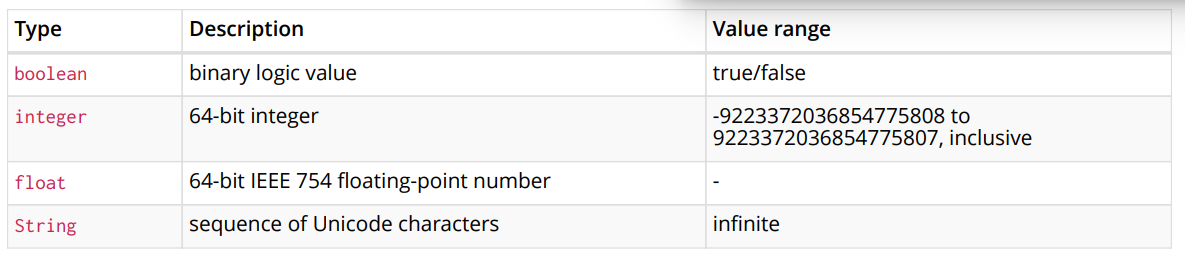 Type Description Value range
boolean binary logic value true/false
integer 64-bit integer -9223372036854775808 to
9223372036854775807, inclusive
float 64-bit IEEE 754 floating-point number -
String sequence of Unicode characters infinite